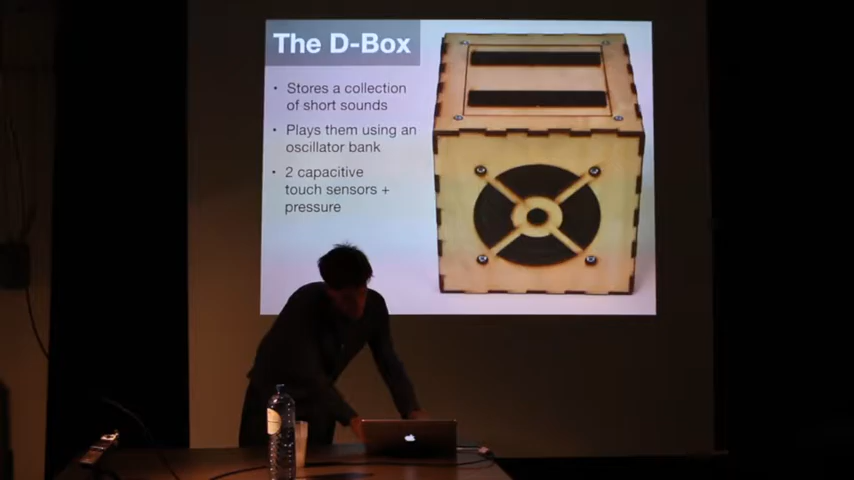 The D-Box
• Stores a collection
of short sounds
• Plays them using an
oscillator bank
• 2 capacitive
touch sensors +
pressure